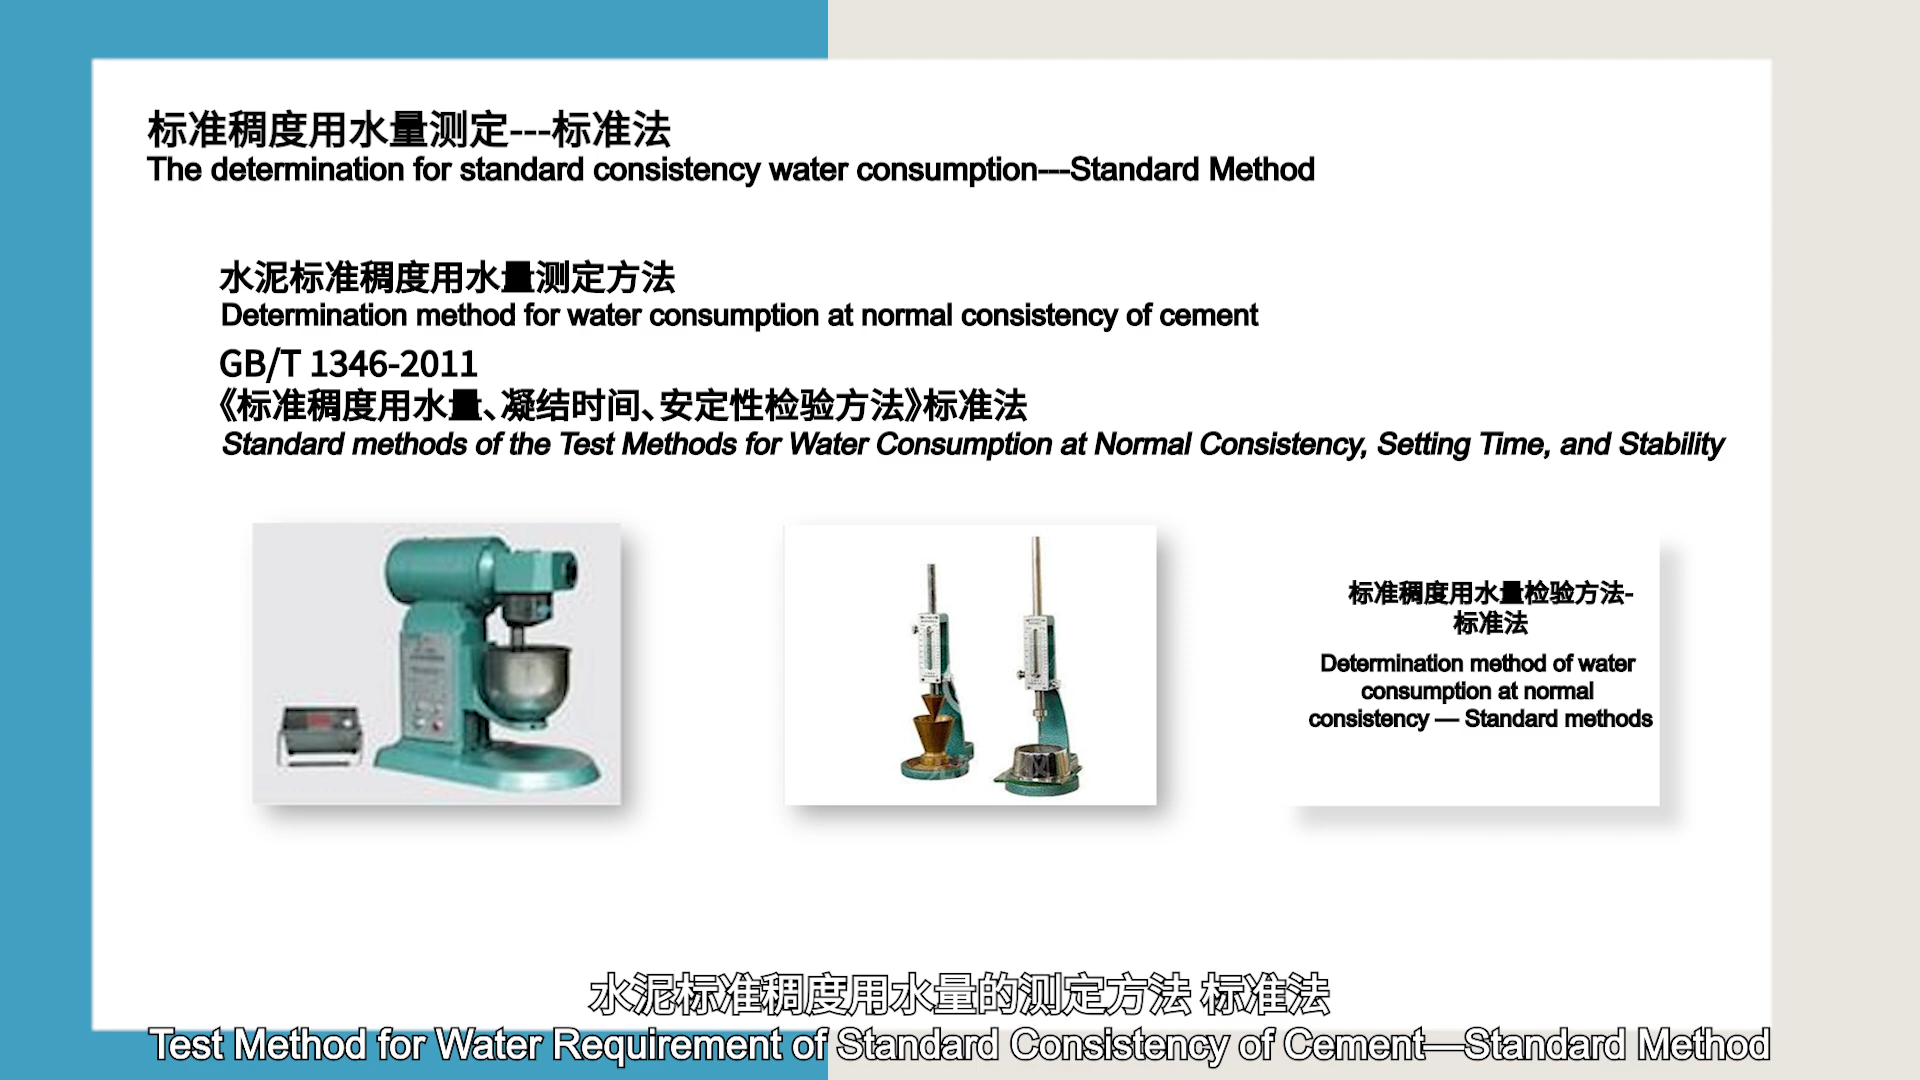 标准稠度用水量测定---标准法
The determination for standard consistency water consumption---Standard Method
水泥标准稠度用水量测定方法
Determination method for water consumption at normal consistency of cement
GB/T 1346-2011
《标准稠度用水量、凝结时间、安定性检验方法》标准法
Standard methods of the Test Methods for Water Consumption at Normal Consistency, Setting Time, and Stability
标准稠度用水量检验方法-
标准法
Determination method of water
consumption at normal
consistency — Standard methods
水泥标准稠度用水量的测定方法 标准法
Test Method for Water Requirement of Standard Consistency of Cement—Standard Method